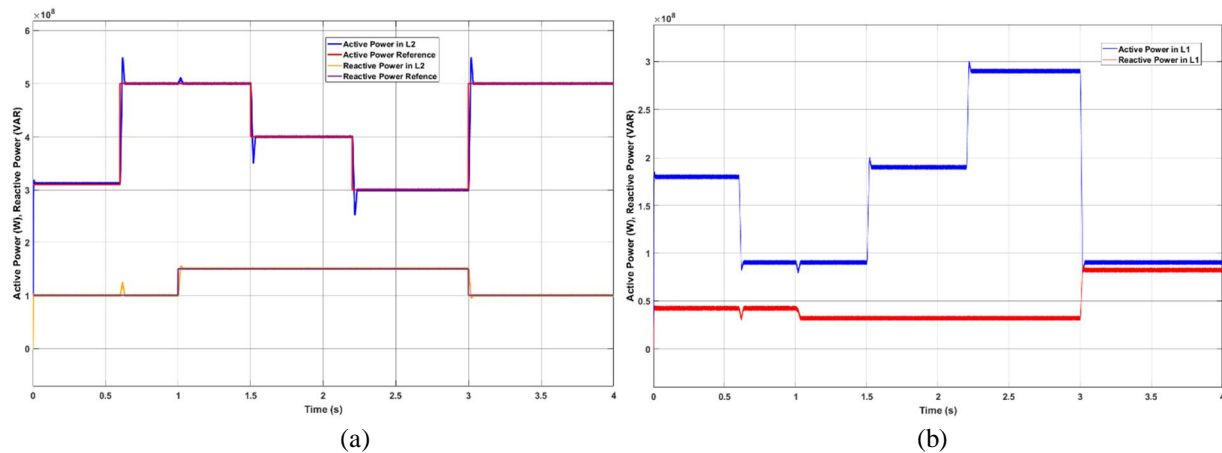 ×10⁸
6
5
4
3
2
1
0
Active Power (W), Reactive Power (VAR)
Active Power in L2
Active Power Reference
Reactive Power in L2
Reactive Power Refence
0 0.5 1 1.5 2 2.5 3 3.5 4
Time (s)
(a)
×10⁸
3
2.5
2
1.5
1
0.5
0
Active Power (W), Reactive Power (VAR)
Active Power in L1
Reactive Power in L1
0 0.5 1 1.5 2 2.5 3 3.5 4
Time (s)
(b)